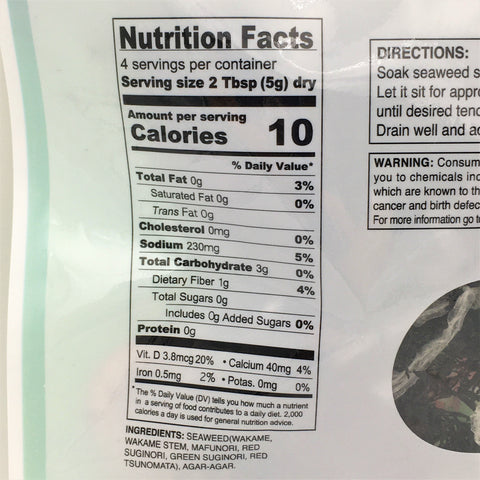 Nutrition Facts
4 servings per container
Serving size 2 Tbsp (5g) dry
Amount per serving
Calories 10
% Daily Value*
Total Fat 0g 3%
Saturated Fat 0g 0%
Trans Fat 0g
Cholesterol 0mg 0%
Sodium 230mg 5%
Total Carbohydrate 3g 0%
Dietary Fiber 1g 4%
Total Sugars 0g
Includes 0g Added Sugars 0%
Protein 0g
Vit. D 3.8mcg 20% • Calcium 40mg 4%
Iron 0.5mg 2% • Potas. 0mg 0%
*The % Daily Value (DV) tells you how much a nutrient
in a serving of food contributes to a daily diet. 2,000
calories a day is used for general nutrition advice.
INGREDIENTS: SEAWEED(WAKAME,
WAKAME STEM, MAFUNORI, RED
SUGINORI, GREEN SUGINORI, RED
TSUNOMATA), AGAR-AGAR.
DIRECTIONS:
Soak seaweed s
Let it sit for appr
until desired tend
Drain well and ad
WARNING: Consum
you to chemicals inc
which are known to th
cancer and birth defec
For more information go t